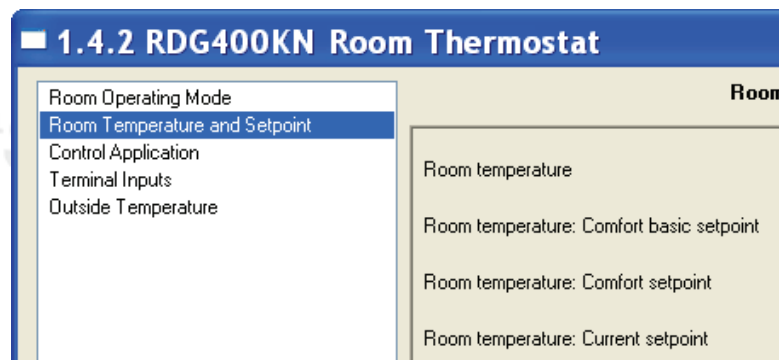 1.4.2 RDG400KN Room Thermostat
Room Operating Mode
Room Temperature and Setpoint
Control Application
Terminal Inputs
Outside Temperature
Room
Room temperature
Room temperature: Comfort basic setpoint
Room temperature: Comfort setpoint
Room temperature: Current setpoint